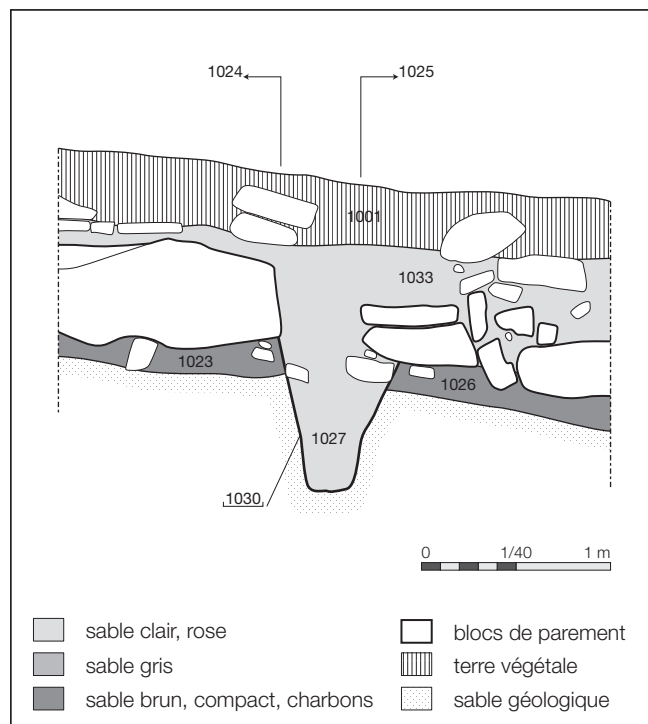 1024
1025
1001
1033
1023
1026
1027
1030
0 1/40 1 m
sable clair, rose
sable gris
sable brun, compact, charbons
blocs de parement
terre végétale
sable géologique